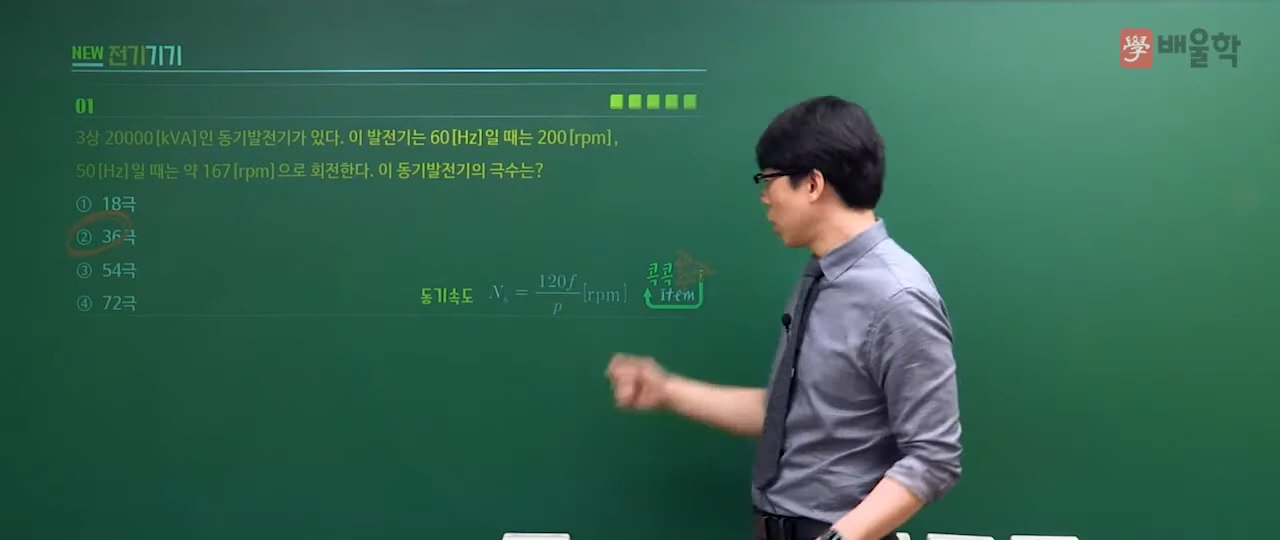 學 배울학
NEW 전기기기
01
3상 20000[kVA]인 동기발전기가 있다. 이 발전기는 60[Hz]일 때는 200[rpm],
50[Hz]일 때는 약 167[rpm]으로 회전한다. 이 동기발전기의 극수는?
① 18극
② 36극
③ 54극
④ 72극
동기속도 Nₛ = 120f/p [rpm]
콕콕
item